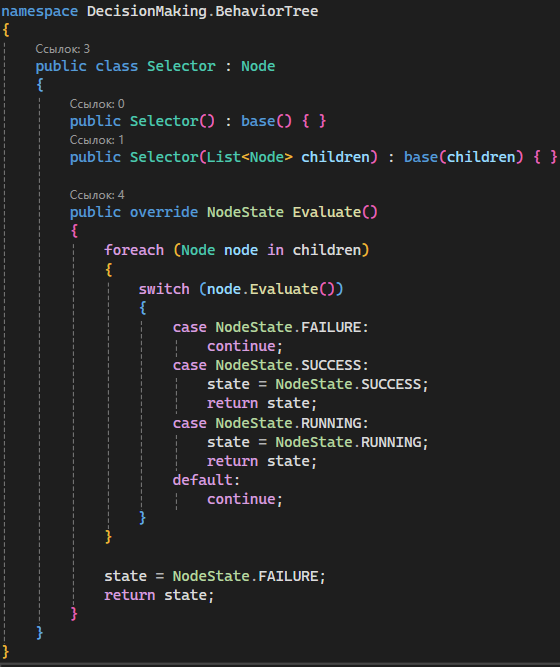 namespace DecisionMaking.BehaviorTree
{
Ссылок: 3
public class Selector : Node
{
Ссылок: 0
public Selector() : base() { }
Ссылок: 1
public Selector(List<Node> children) : base(children) { }
Ссылок: 4
public override NodeState Evaluate()
{
foreach (Node node in children)
{
switch (node.Evaluate())
{
case NodeState.FAILURE:
continue;
case NodeState.SUCCESS:
state = NodeState.SUCCESS;
return state;
case NodeState.RUNNING:
state = NodeState.RUNNING;
return state;
default:
continue;
}
}
state = NodeState.FAILURE;
return state;
}
}
}